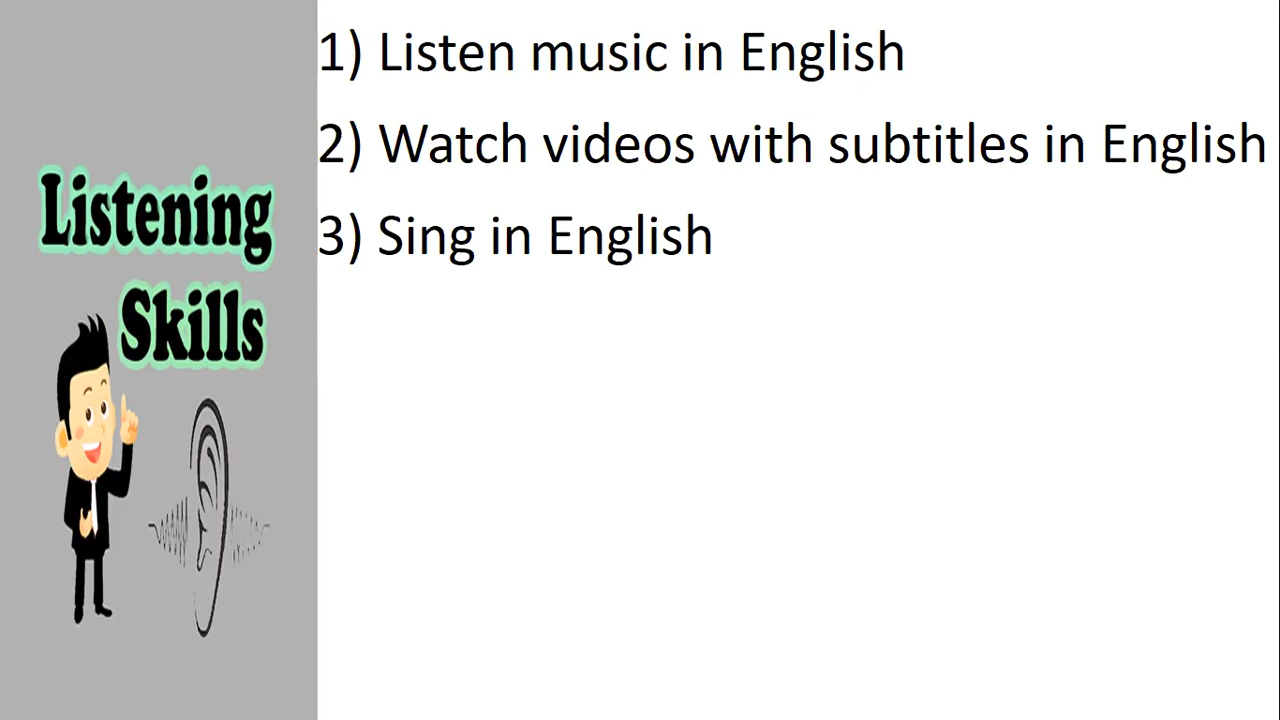 Listening
Skills
1) Listen music in English
2) Watch videos with subtitles in English
3) Sing in English